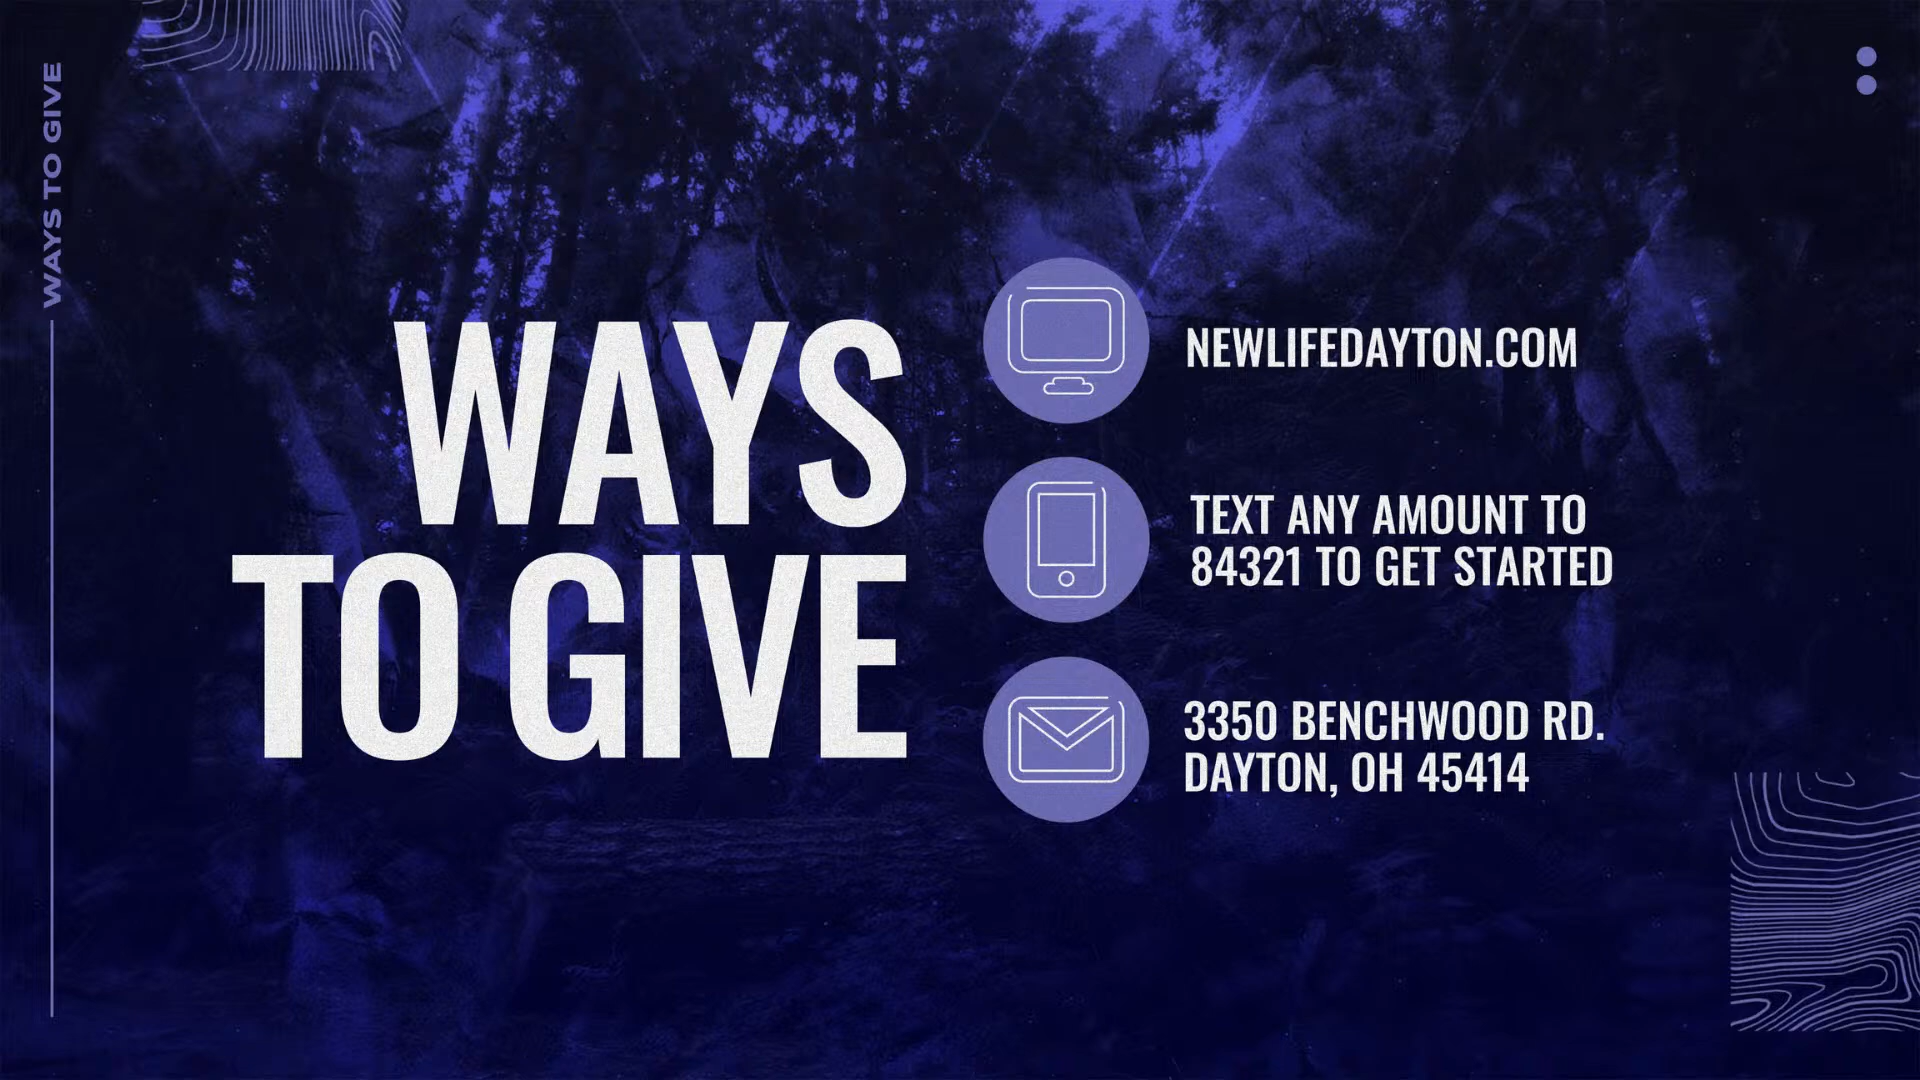 WAYS TO GIVE
WAYS
TO GIVE
NEWLIFEDAYTON.COM
TEXT ANY AMOUNT TO
84321 TO GET STARTED
3350 BENCHWOOD RD.
DAYTON, OH 45414